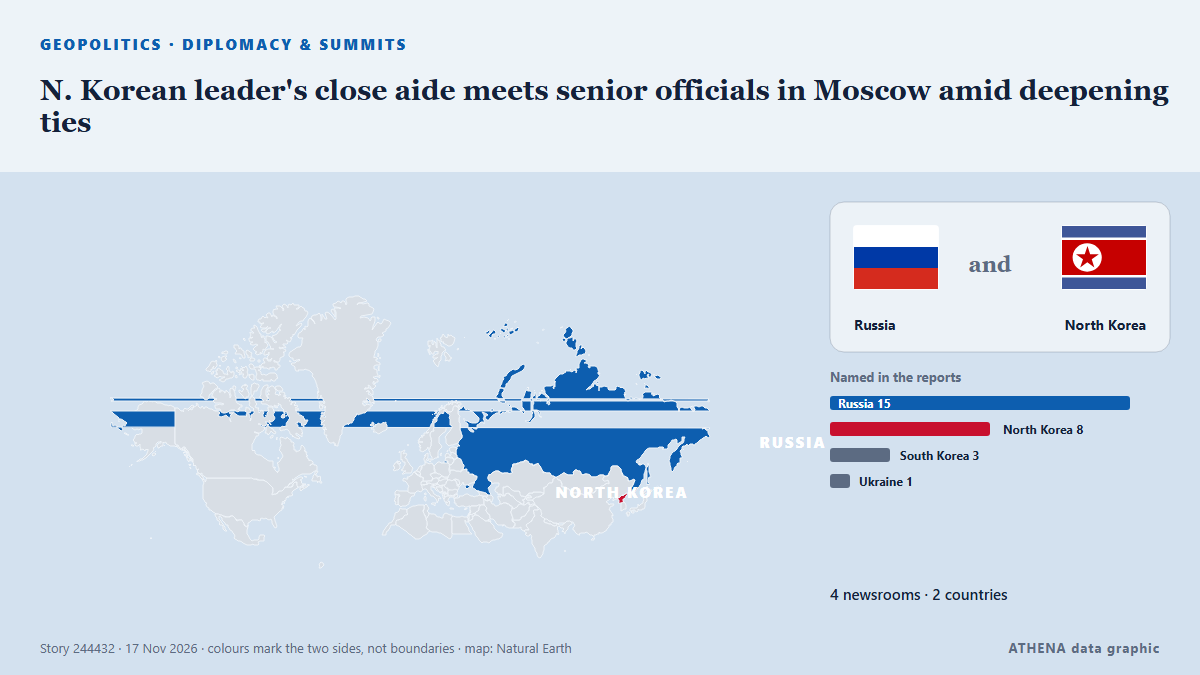 GEOPOLITICS · DIPLOMACY & SUMMITS
N. Korean leader's close aide meets senior officials in Moscow amid deepening
ties
and
Russia
North Korea
Named in the reports
Russia 15
North Korea 8
South Korea 3
Ukraine 1
RUSSIA
NORTH KOREA
4 newsrooms · 2 countries
Story 244432 · 17 Nov 2026 · colours mark the two sides, not boundaries · map: Natural Earth
ATHENA data graphic